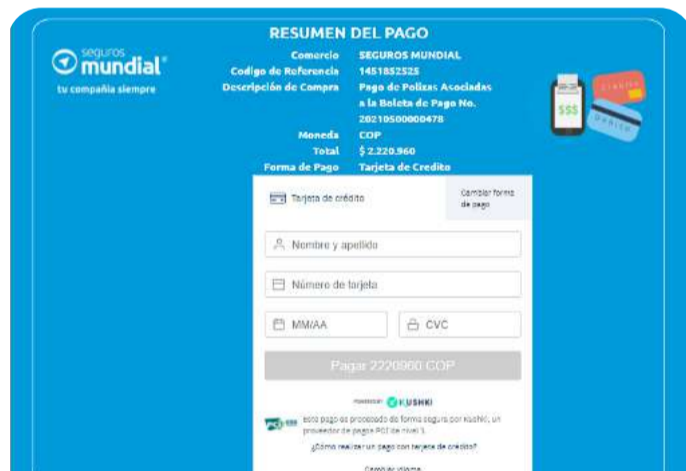 RESUMEN DEL PAGO
seguros
mundial
tu compañía siempre
Comercio SEGUROS MUNDIAL
Codigo de Referencia 1451852525
Descripción de Compra Pago de Polizas Asociadas
a la Boleta de Pago No.
20210500000478
Moneda COP
Total $ 2.220.960
Forma de Pago Tarjeta de Credito
$$$
CREDITO
DEBITO
Tarjeta de crédito
Cambiar forma
de pago
Nombre y apellido
Número de tarjeta
MM/AA
CVC
Pagar 2220960 COP
KUSHKI
PCI
Este pago es procesado de forma segura por Kushki, un
proveedor de pagos PCI de nivel 1.
¿Cómo realizar un pago con tarjeta de crédito?
Cambiar idioma